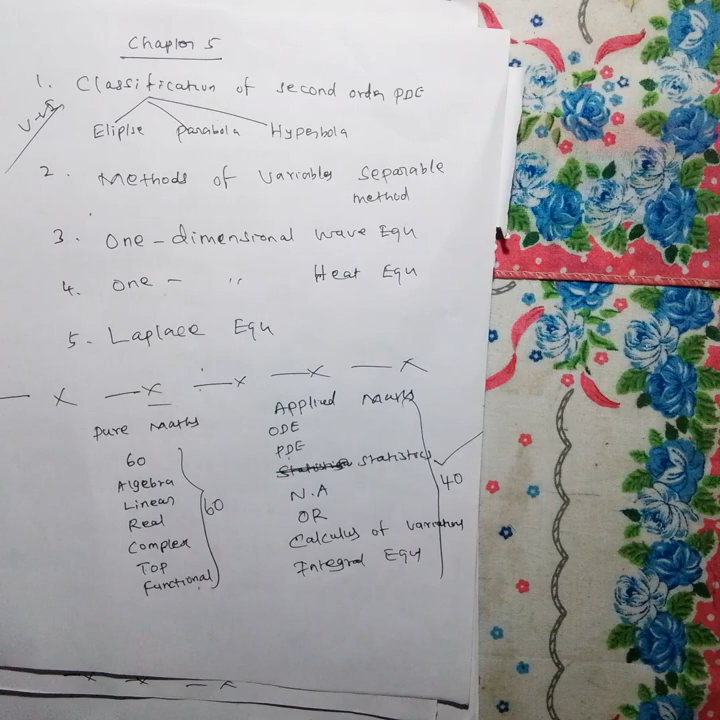 Chapter 5
1. Classification of second order PDE
V.V.S
Eliplse parabola Hyperbola
2. Methods of Variables Separable
method
3. One-dimensional wave Equ
4. One - " Heat Equ
5. Laplace Equ
— x — x — x — x — x
Pure Maths
60
Algebra
Linear
Real
Complex
Top
Functional
60
Applied Maths
ODE
PDE
statistics
N.A
OR
Calculus of variations
Integral Equ
40
x x — x